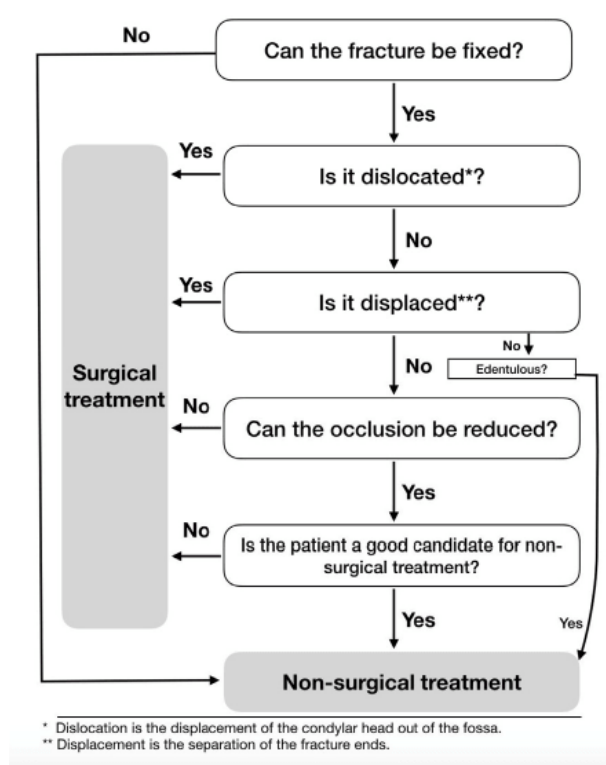 No
Can the fracture be fixed?
Yes
Yes
Is it dislocated*?
No
Yes
Is it displaced**?
No
No
Edentulous?
Surgical
treatment
No
Can the occlusion be reduced?
Yes
No
Is the patient a good candidate for non-
surgical treatment?
Yes
Yes
Non-surgical treatment
* Dislocation is the displacement of the condylar head out of the fossa.
** Displacement is the separation of the fracture ends.